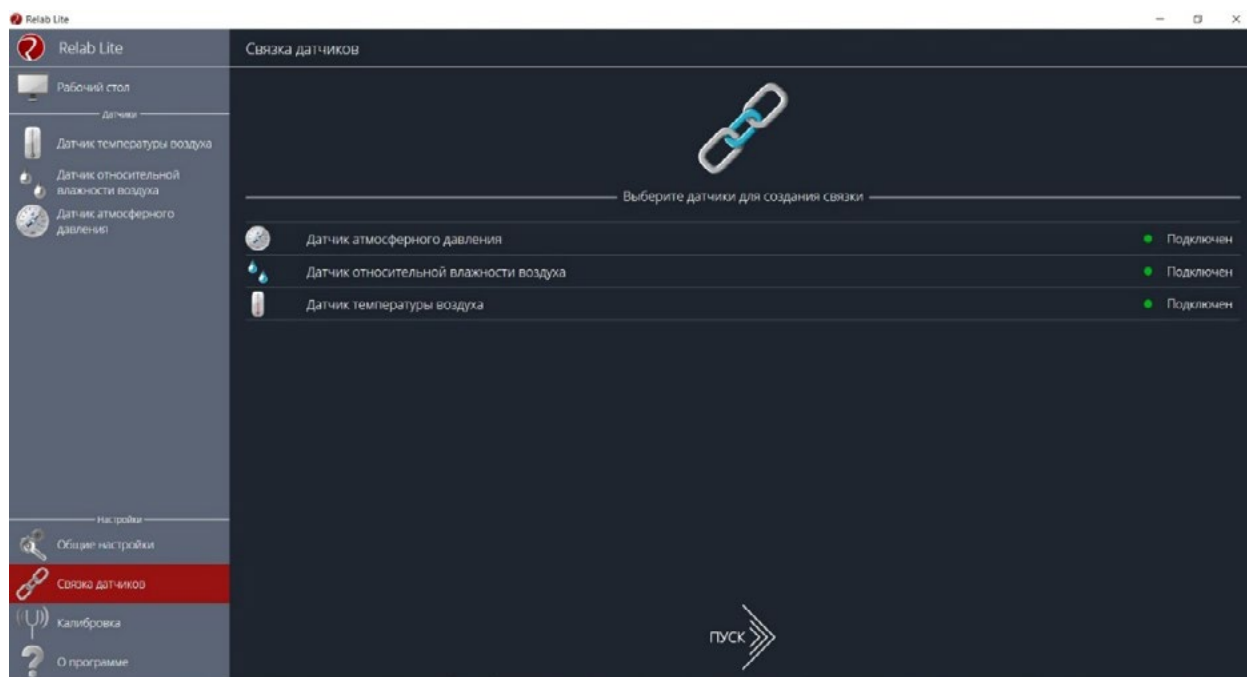 Relab Lite
Relab Lite
Рабочий стол
Датчики
Датчик температуры воздуха
Датчик относительной
влажности воздуха
Датчик атмосферного
давления
Настройки
Общие настройки
Связка датчиков
Калибровка
О программе
Связка датчиков
Выберите датчики для создания связки
Датчик атмосферного давления Подключен
Датчик относительной влажности воздуха Подключен
Датчик температуры воздуха Подключен
ПУСК